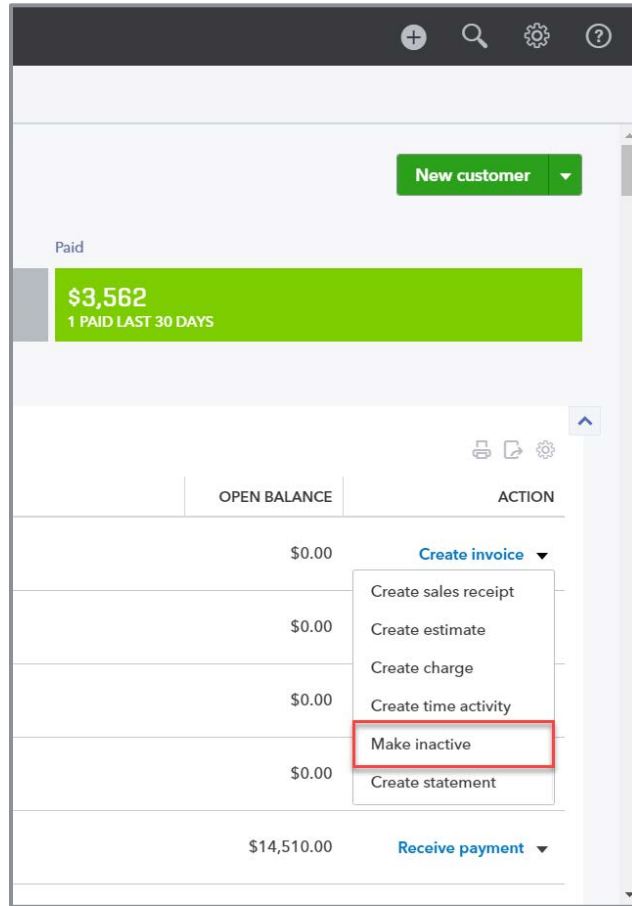 New customer
Paid
$3,562
1 PAID LAST 30 DAYS
OPEN BALANCE ACTION
$0.00 Create invoice
Create sales receipt
$0.00 Create estimate
Create charge
$0.00 Create time activity
Make inactive
$0.00 Create statement
$14,510.00 Receive payment